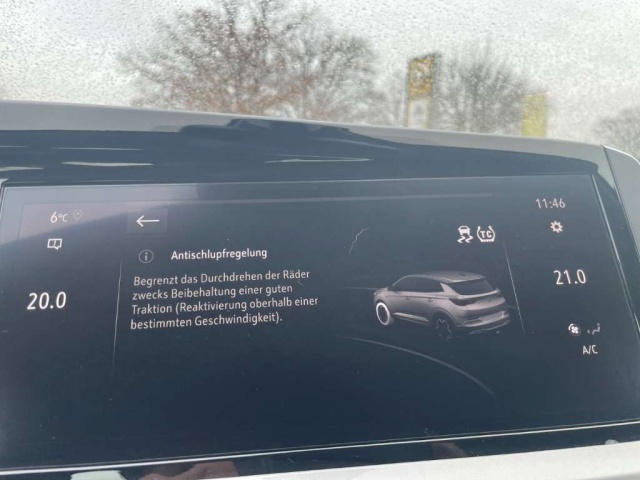 6°C
11:46
Antischlupfregelung
TC
Begrenzt das Durchdrehen der Räder
zwecks Beibehaltung einer guten
Traktion (Reaktivierung oberhalb einer
bestimmten Geschwindigkeit).
20.0
21.0
A/C